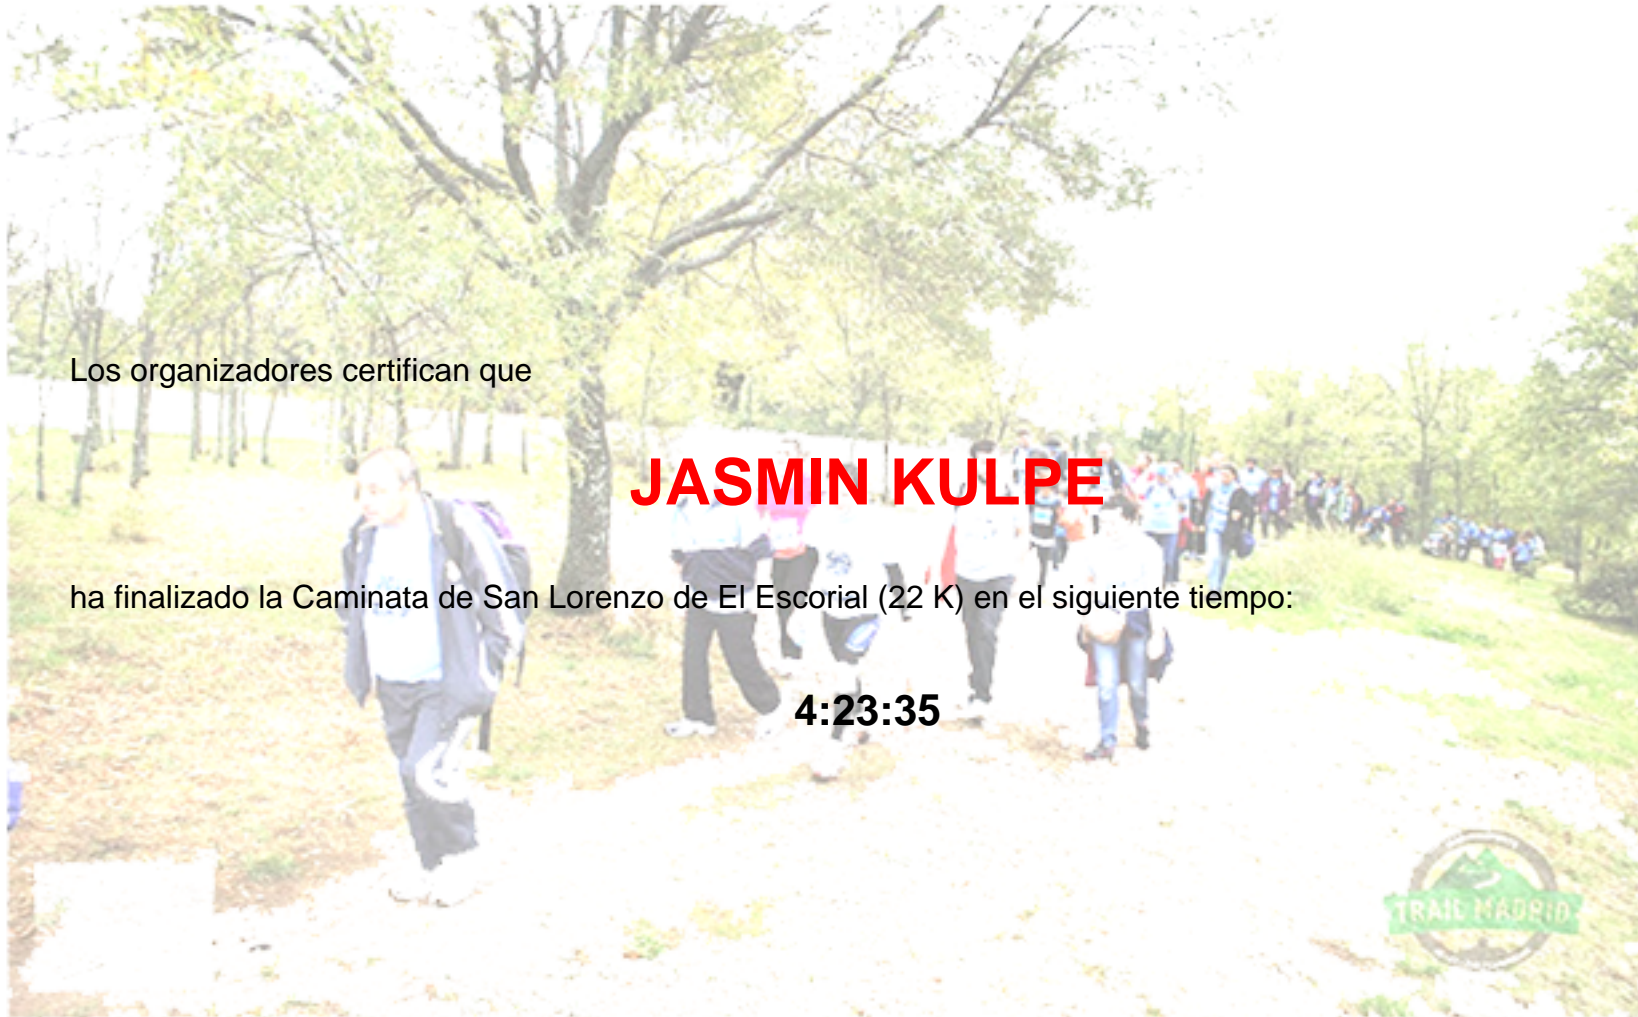 Los organizadores certifican que
JASMIN KULPE
ha finalizado la Caminata de San Lorenzo de El Escorial (22 K) en el siguiente tiempo:
4:23:35
TRAIL MADRID